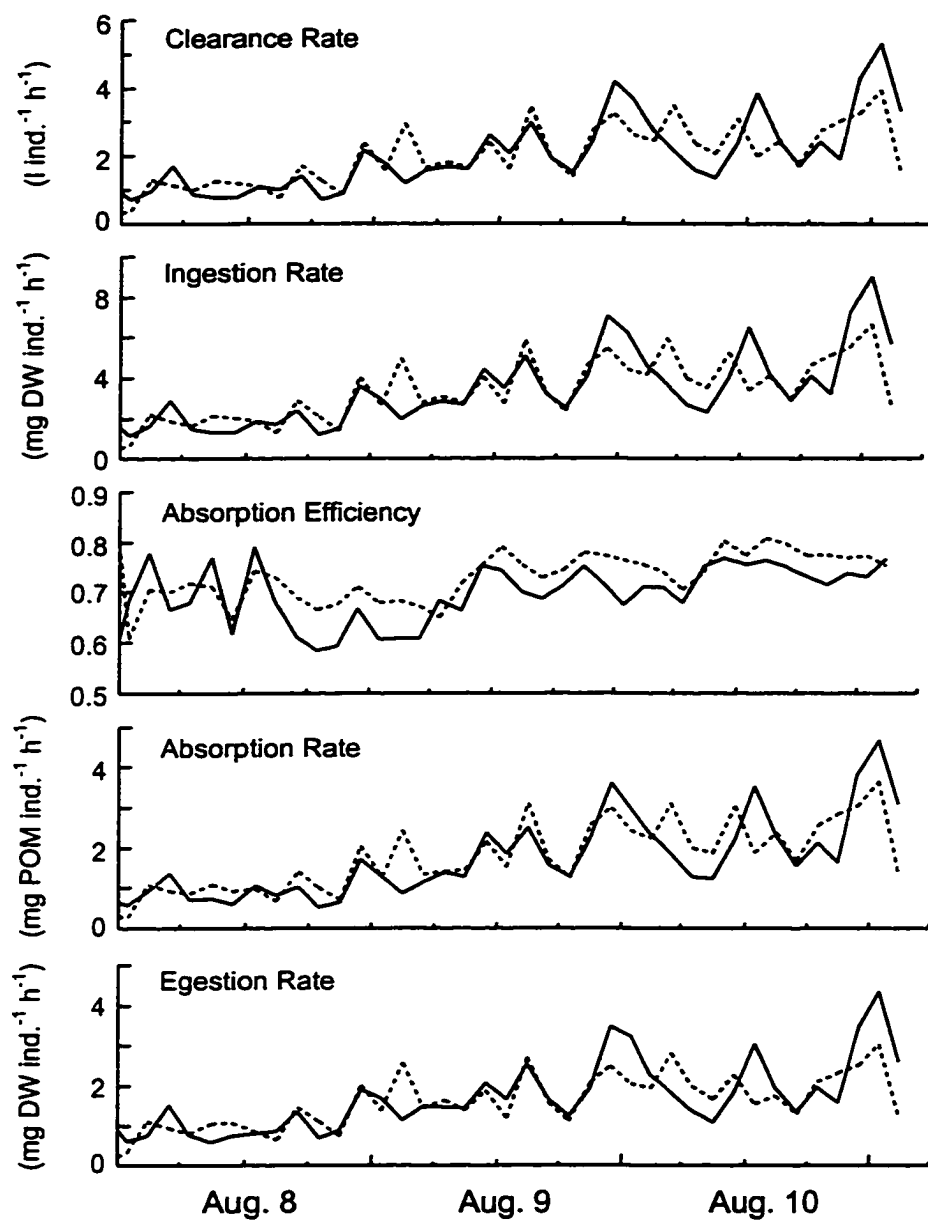 Clearance Rate
(l ind.⁻¹ h⁻¹)
6
4
2
0
Ingestion Rate
(mg DW ind.⁻¹ h⁻¹)
8
4
0
Absorption Efficiency
0.9
0.8
0.7
0.6
0.5
Absorption Rate
(mg POM ind.⁻¹ h⁻¹)
4
2
0
Egestion Rate
(mg DW ind.⁻¹ h⁻¹)
4
2
0
Aug. 8 Aug. 9 Aug. 10